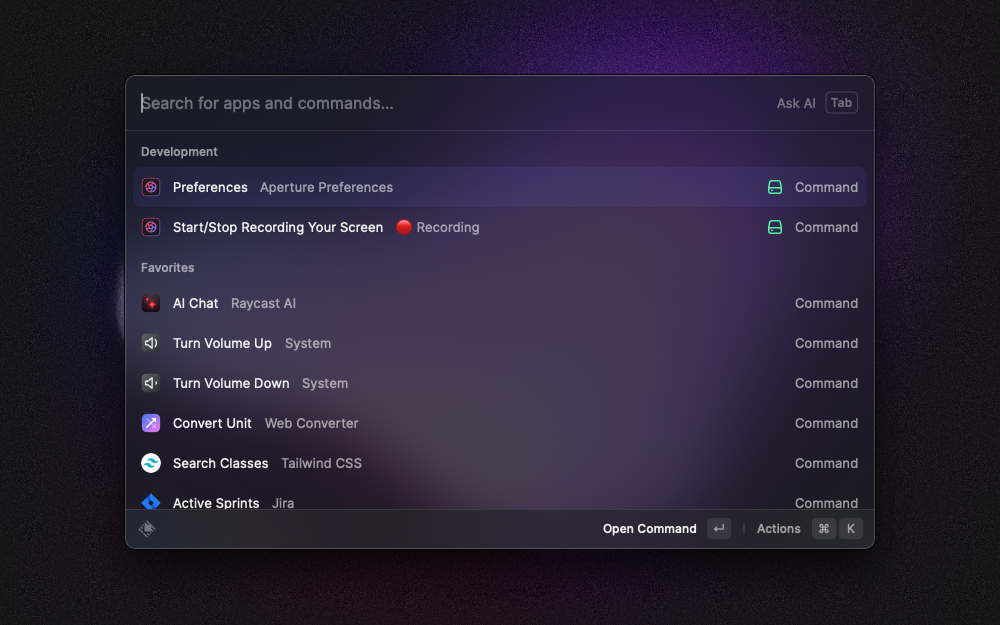 Search for apps and commands... Ask AI Tab
Development
Preferences Aperture Preferences Command
Start/Stop Recording Your Screen 🔴 Recording Command
Favorites
AI Chat Raycast AI Command
Turn Volume Up System Command
Turn Volume Down System Command
Convert Unit Web Converter Command
Search Classes Tailwind CSS Command
Active Sprints Jira Command
Open Command ↵ Actions ⌘ K